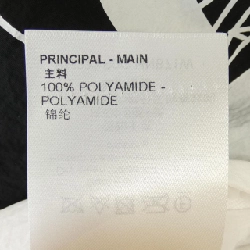 PRINCIPAL - MAIN
主料
100% POLYAMIDE -
POLYAMIDE
锦纶